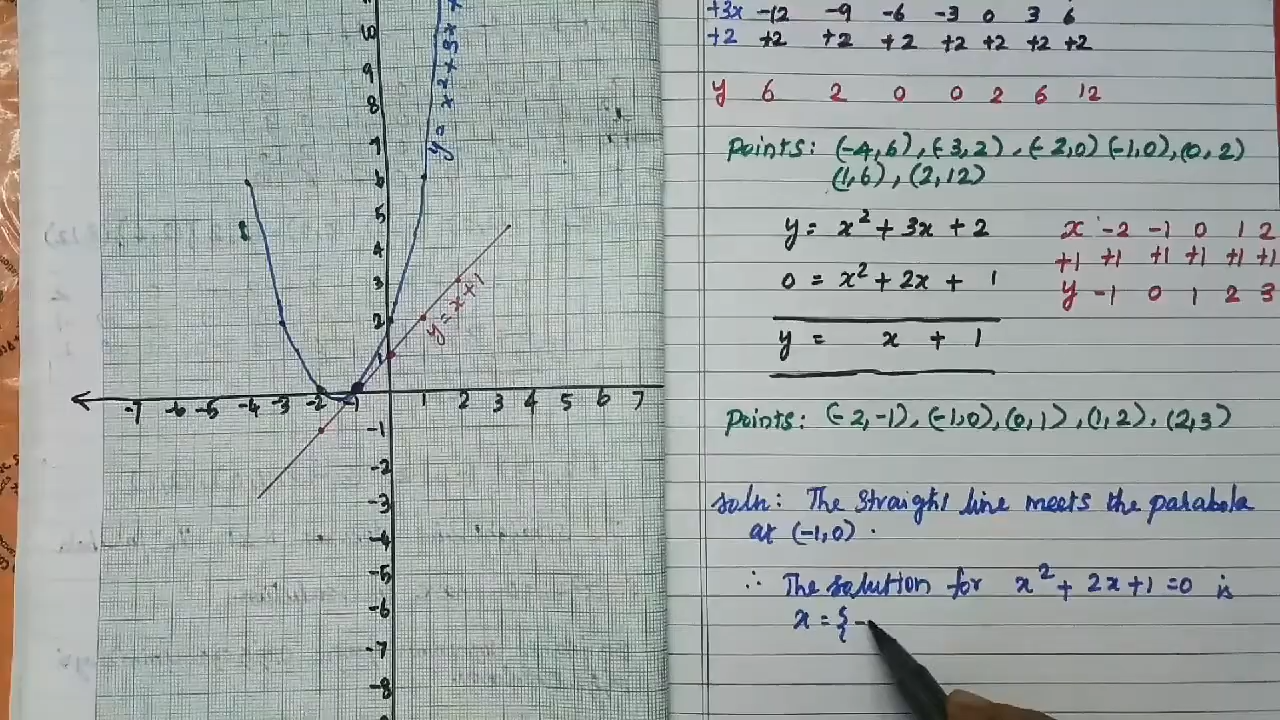 10
9
8
7
6
5
4
3
2
1
-7 -6 -5 -4 -3 -2 -1 1 2 3 4 5 6 7
-1
-2
-3
-4
-5
-6
-7
-8
y = x+1
+3x -12 -9 -6 -3 0 3 6
+2 +2 +2 +2 +2 +2 +2 +2
y 6 2 0 0 2 6 12
Points: (-4,6), (-3,2), (-2,0) (-1,0), (0,2)
(1,6), (2,12)
y = x² + 3x + 2
0 = x² + 2x + 1
y = x + 1
x -2 -1 0 1 2
+1 +1 +1 +1 +1 +1
y -1 0 1 2 3
Points: (-2,-1), (-1,0), (0,1), (1,2), (2,3)
Soln: The straight line meets the parabola
at (-1,0).
∴ The solution for x² + 2x+1 =0 is
x = { -